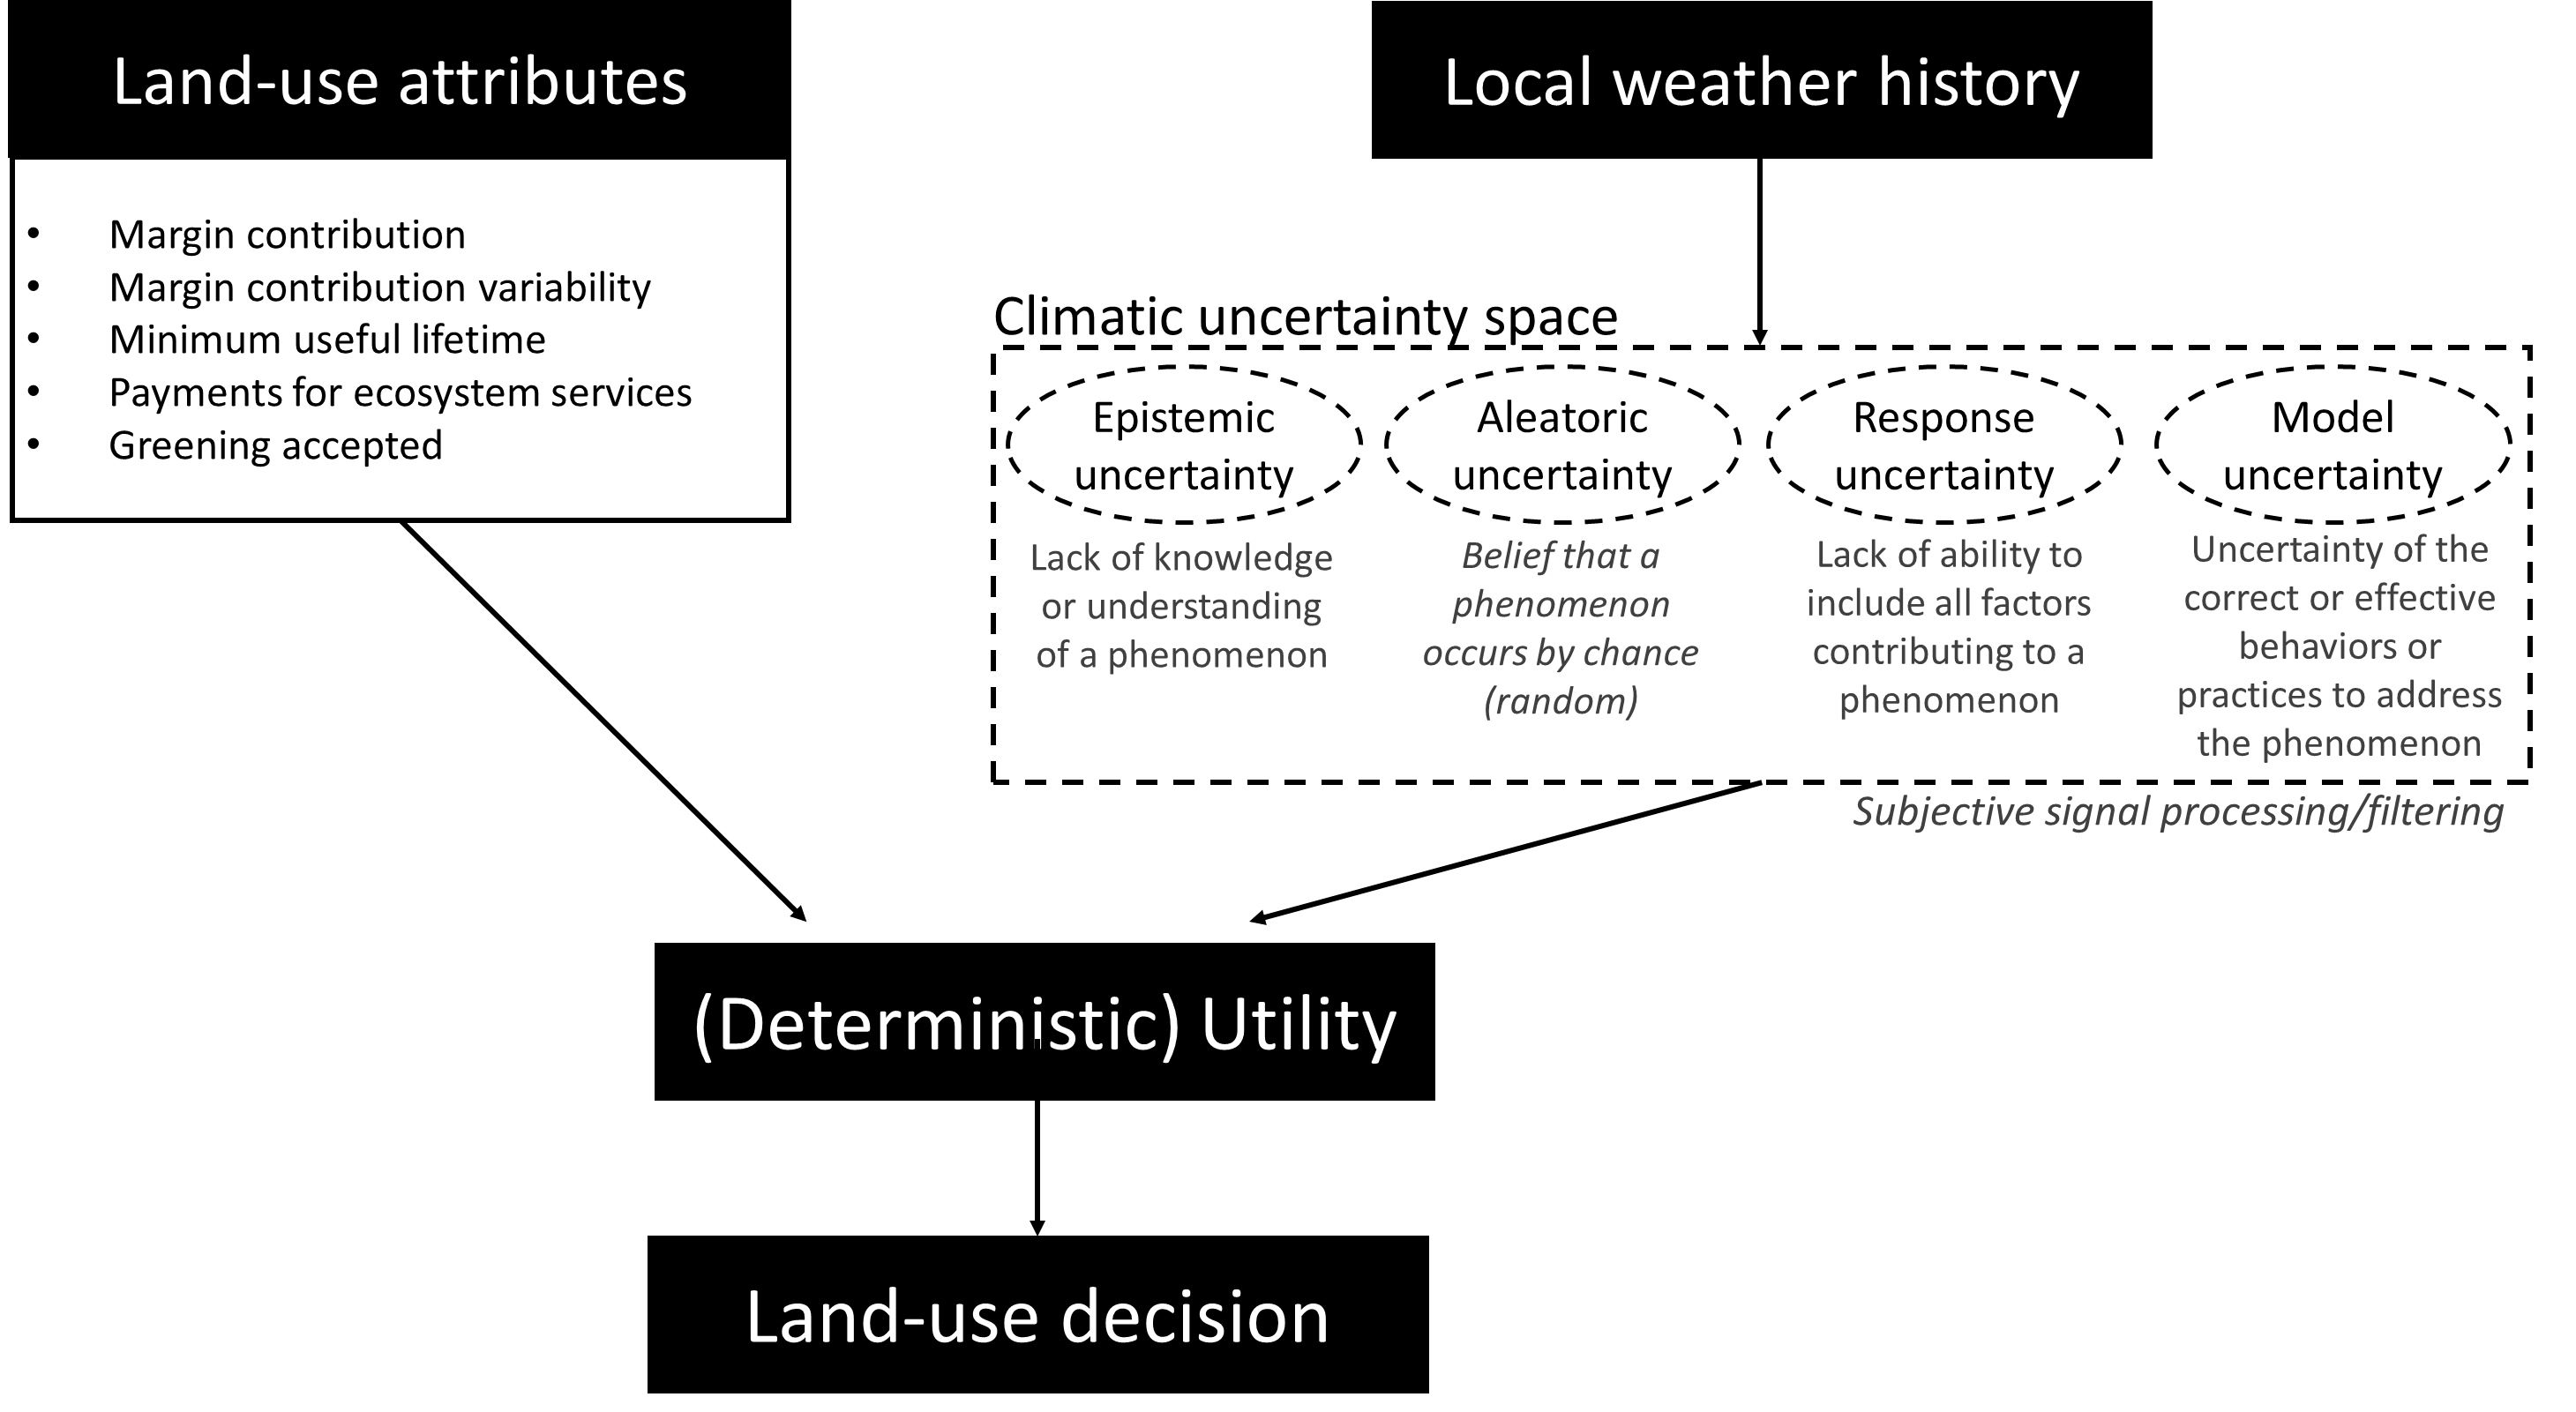 Land-use attributes
• Margin contribution
• Margin contribution variability
• Minimum useful lifetime
• Payments for ecosystem services
• Greening accepted
Local weather history
Climatic uncertainty space
Epistemic
uncertainty
Lack of knowledge
or understanding
of a phenomenon
Aleatoric
uncertainty
Belief that a
phenomenon
occurs by chance
(random)
Response
uncertainty
Lack of ability to
include all factors
contributing to a
phenomenon
Model
uncertainty
Uncertainty of the
correct or effective
behaviors or
practices to address
the phenomenon
Subjective signal processing/filtering
(Deterministic) Utility
Land-use decision